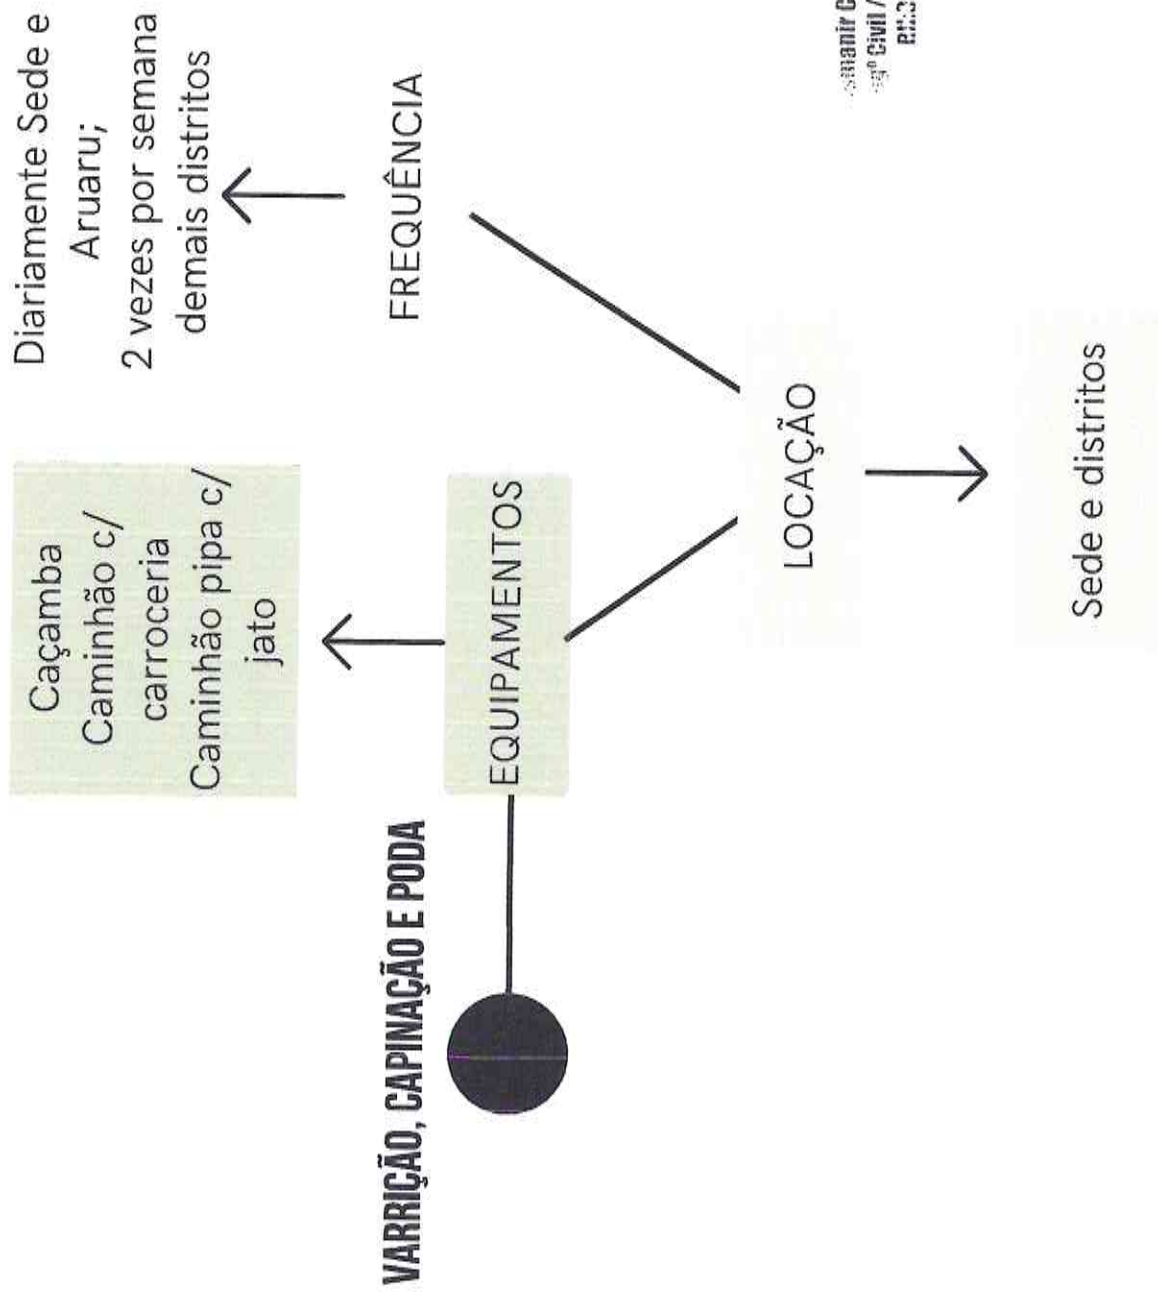 VARRIÇÃO, CAPINAÇÃO E PODA
Caçamba
Caminhão c/
carroceria
Caminhão pipa c/
jato
EQUIPAMENTOS
LOCAÇÃO
Sede e distritos
Diariamente Sede e
Aruaru;
2 vezes por semana
demais distritos
FREQUÊNCIA
Civil /